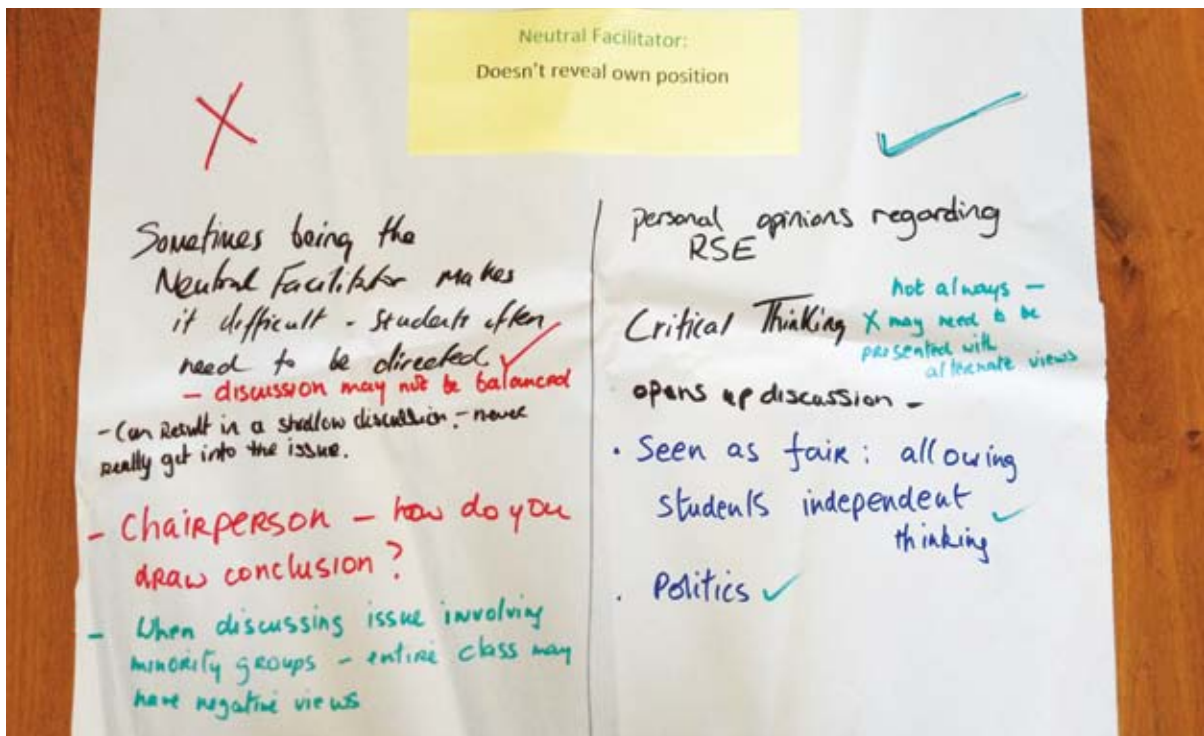 Neutral Facilitator:
Doesn't reveal own position
Sometimes being the
Neutral Facilitator makes
it difficult - students often
need to be directed
- discussion may not be balanced
- Can Result in a shallow discussion - never
really get into the issue.
- Chairperson - how do you
draw conclusion?
- When discussing issue involving
minority groups - entire class may
have negative views
personal opinions regarding
RSE
Critical Thinking
not always -
may need to be
presented with
alternate views
opens up discussion -
• Seen as fair: allowing
students independent
thinking
• Politics